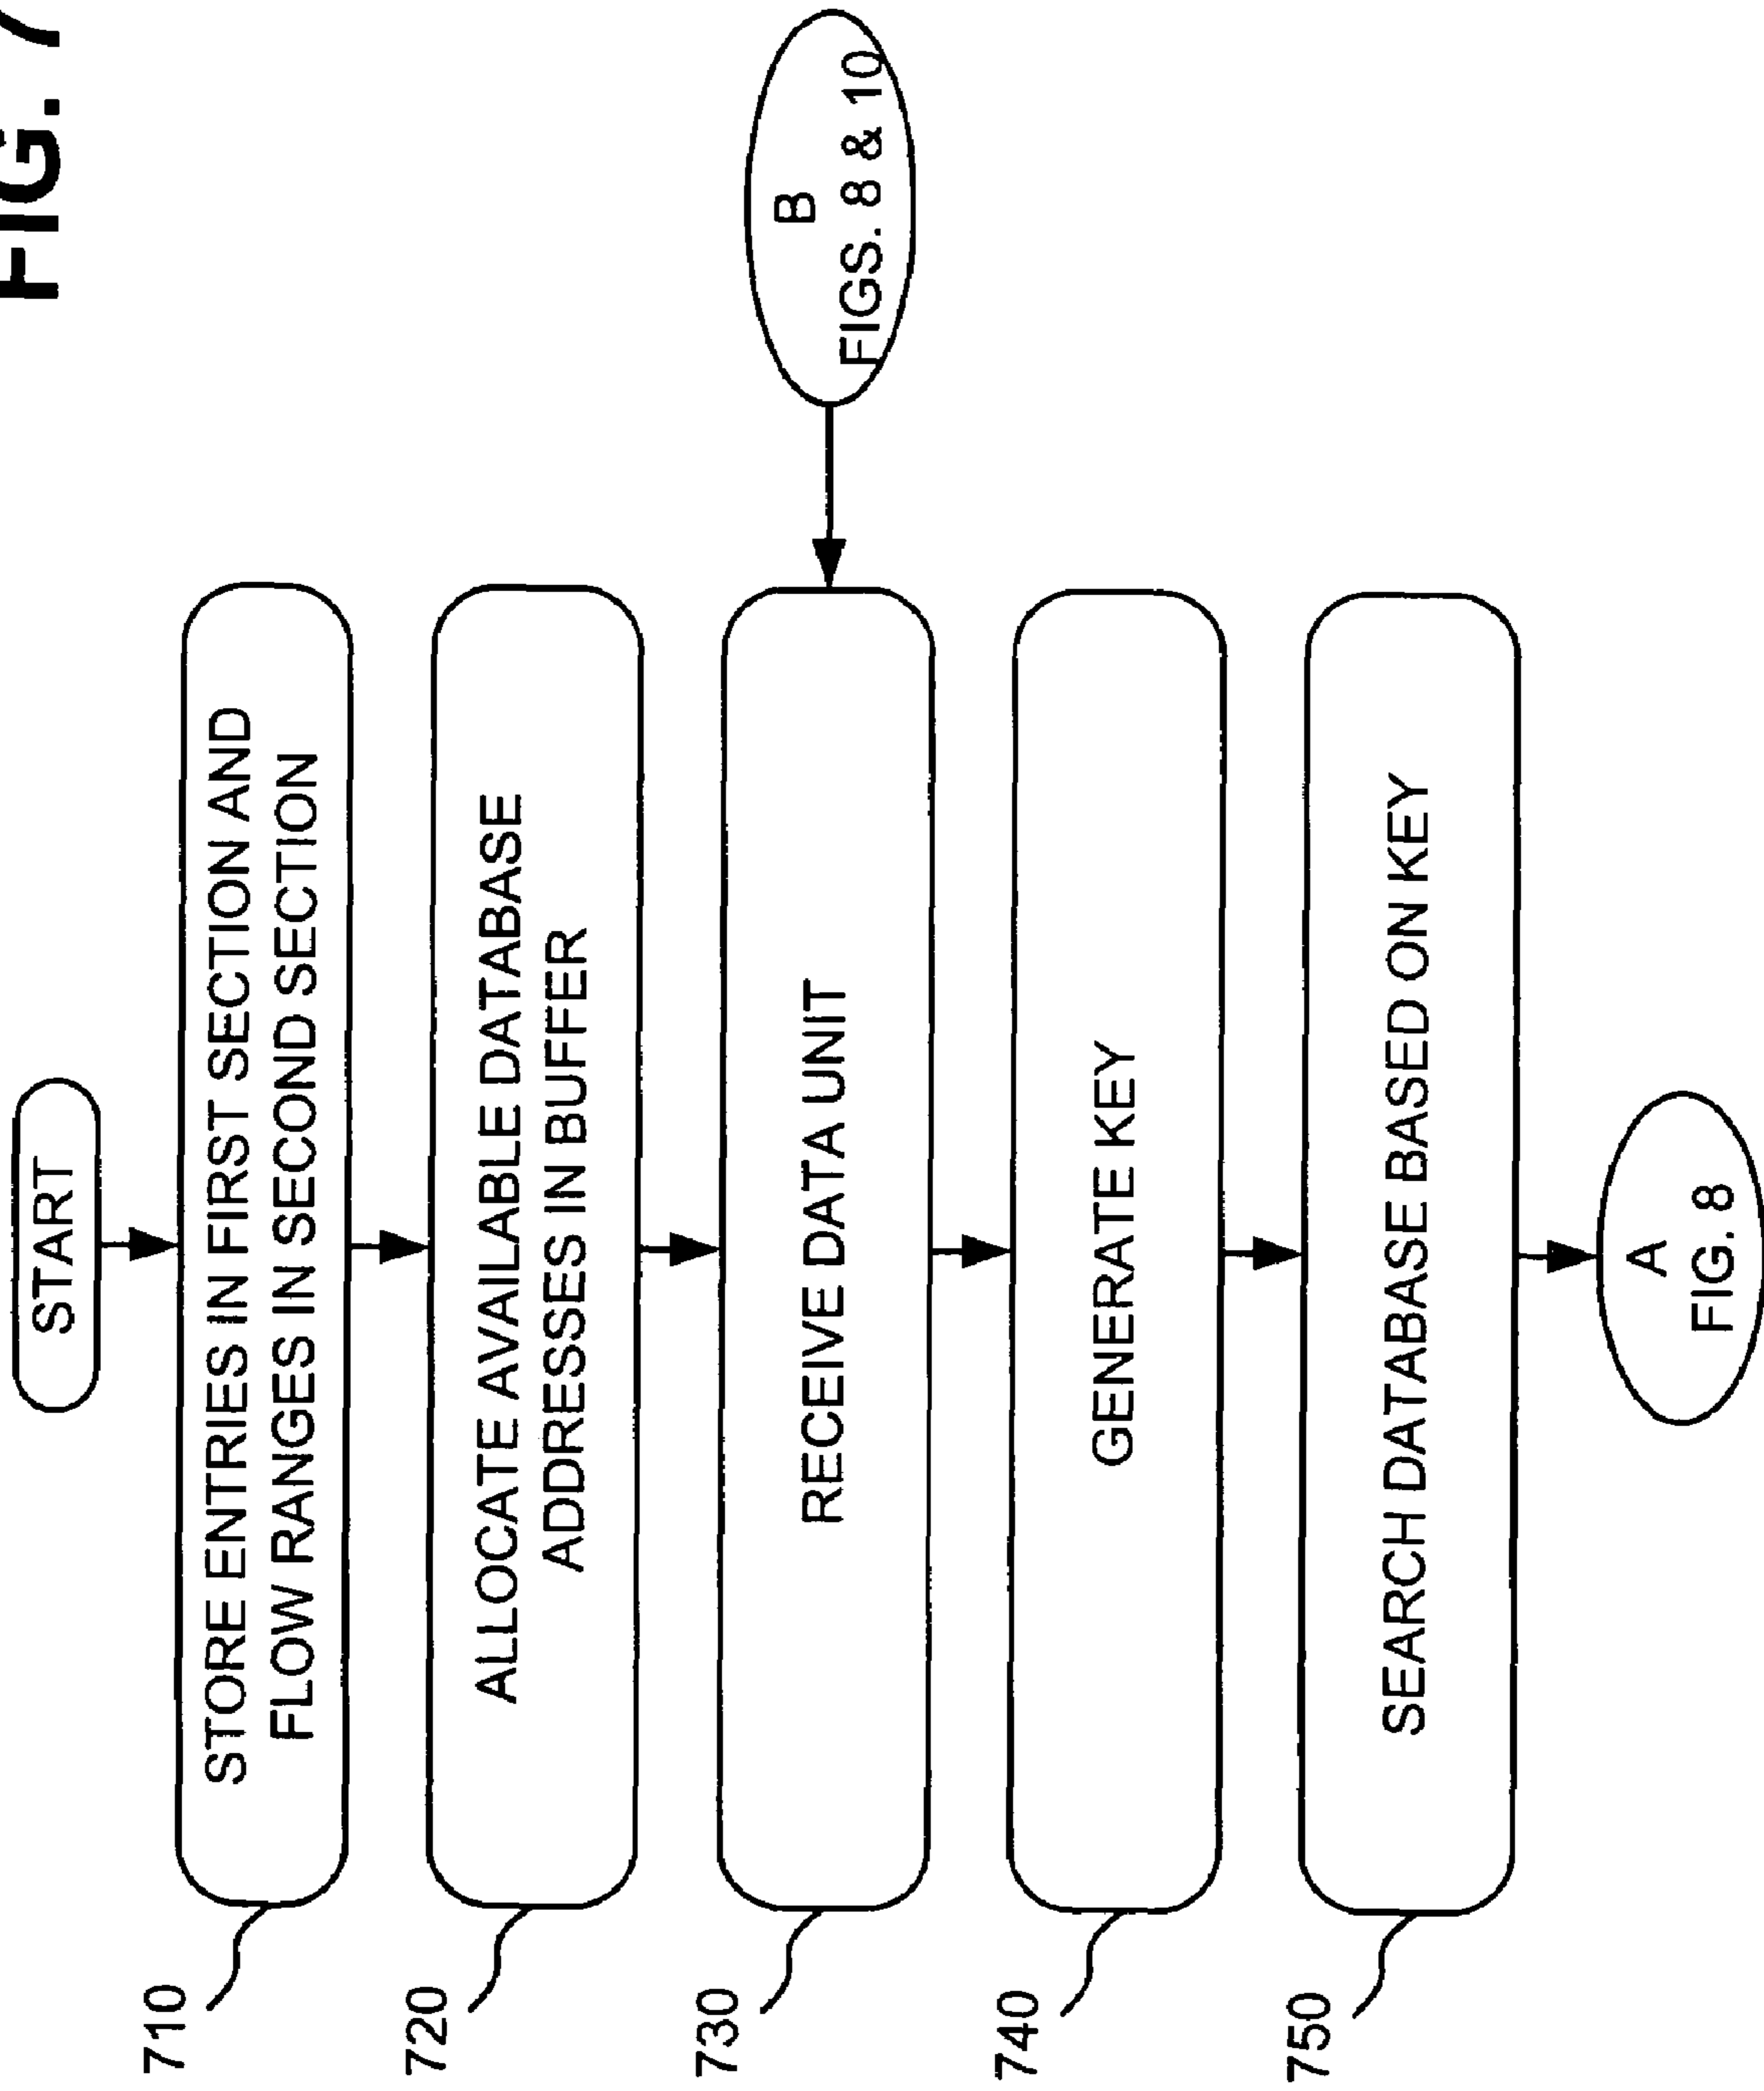 FIG. 7
START
710
STORE ENTRIES IN FIRST SECTION AND
FLOW RANGES IN SECOND SECTION
720
ALLOCATE AVAILABLE DATABASE
ADDRESSES IN BUFFER
730
RECEIVE DATA UNIT
B
FIGS. 8 & 10
740
GENERATE KEY
750
SEARCH DATABASE BASED ON KEY
A
FIG. 8